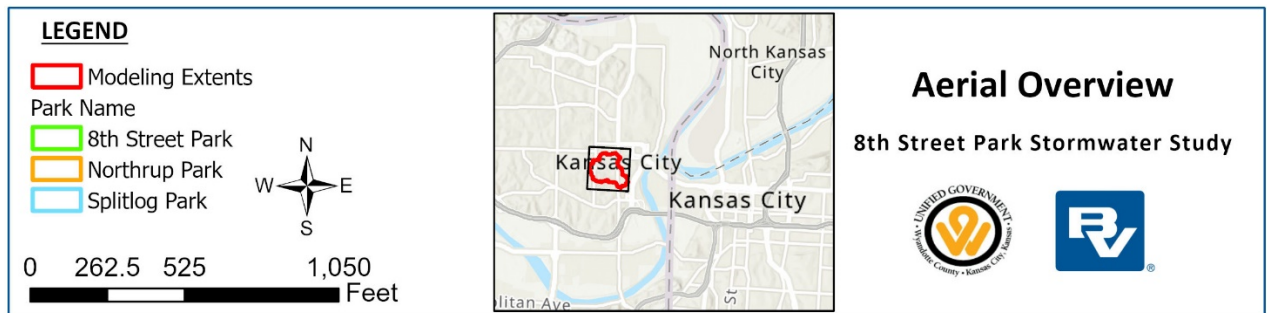 LEGEND
Modeling Extents
Park Name
8th Street Park
Northrup Park
Splitlog Park
N
W E
S
0 262.5 525 1,050
Feet
North Kansas
City
Kansas City
Kansas City
St
olitan Ave
Aerial Overview
8th Street Park Stormwater Study
UNIFIED GOVERNMENT
Wyandotte County • Kansas City, Kansas
BV
®